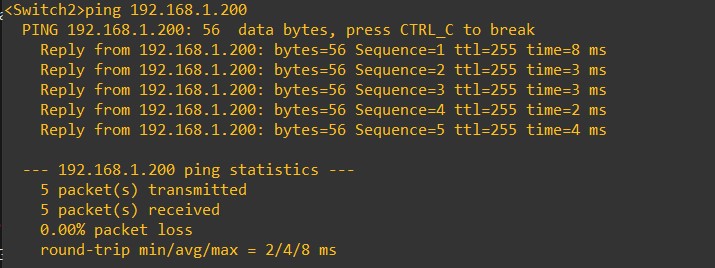 <Switch2>ping 192.168.1.200
PING 192.168.1.200: 56  data bytes, press CTRL_C to break
Reply from 192.168.1.200: bytes=56 Sequence=1 ttl=255 time=8 ms
Reply from 192.168.1.200: bytes=56 Sequence=2 ttl=255 time=3 ms
Reply from 192.168.1.200: bytes=56 Sequence=3 ttl=255 time=3 ms
Reply from 192.168.1.200: bytes=56 Sequence=4 ttl=255 time=2 ms
Reply from 192.168.1.200: bytes=56 Sequence=5 ttl=255 time=4 ms
--- 192.168.1.200 ping statistics ---
5 packet(s) transmitted
5 packet(s) received
0.00% packet loss
round-trip min/avg/max = 2/4/8 ms